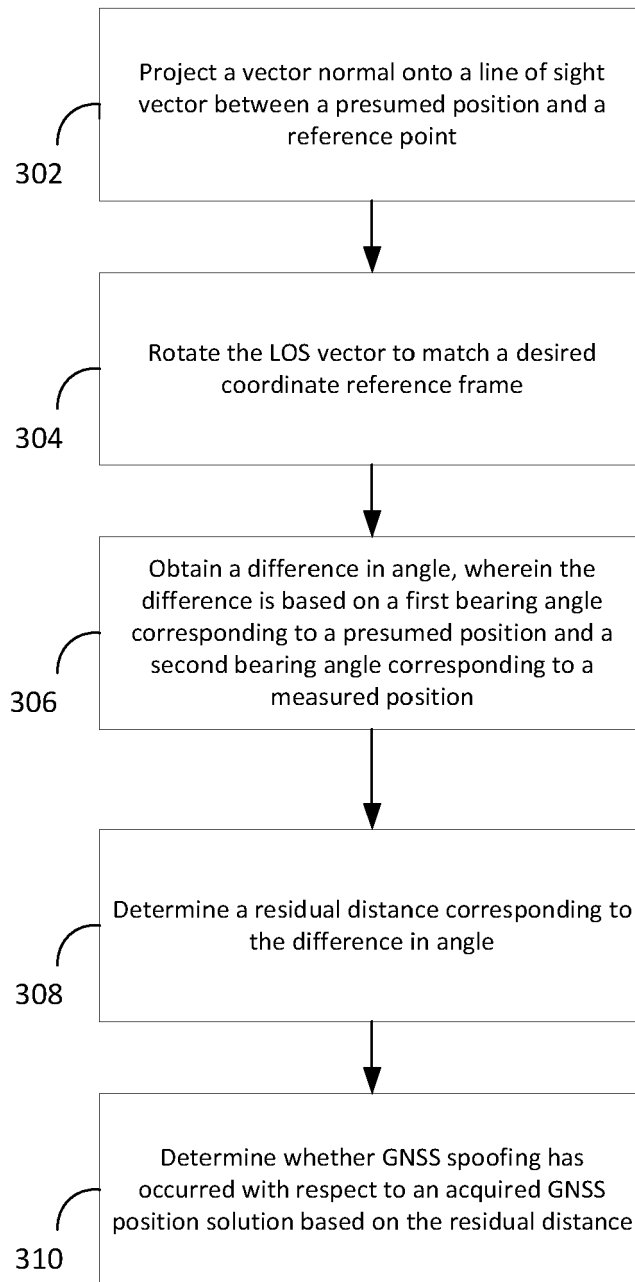 Project a vector normal onto a line of sight
vector between a presumed position and a
reference point
302
Rotate the LOS vector to match a desired
coordinate reference frame
304
Obtain a difference in angle, wherein the
difference is based on a first bearing angle
corresponding to a presumed position and a
second bearing angle corresponding to a
measured position
306
Determine a residual distance corresponding to
the difference in angle
308
Determine whether GNSS spoofing has
occurred with respect to an acquired GNSS
position solution based on the residual distance
310